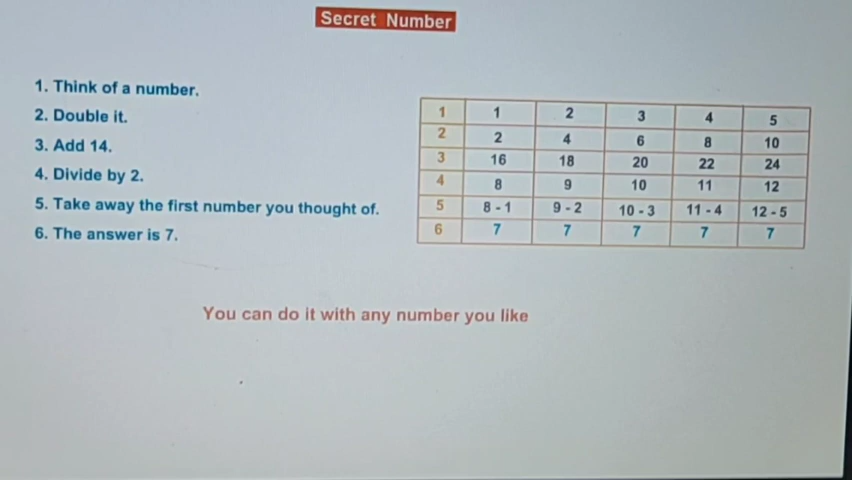 Secret Number
1. Think of a number.
2. Double it.
3. Add 14.
4. Divide by 2.
5. Take away the first number you thought of.
6. The answer is 7.
1 1 2 3 4 5
2 2 4 6 8 10
3 16 18 20 22 24
4 8 9 10 11 12
5 8 - 1 9 - 2 10 - 3 11 - 4 12 - 5
6 7 7 7 7 7
You can do it with any number you like